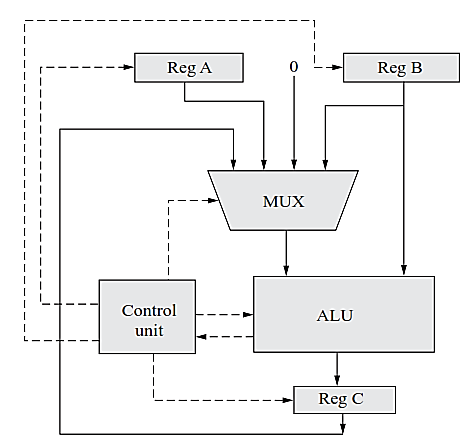 Reg A
0
Reg B
MUX
Control
unit
ALU
Reg C